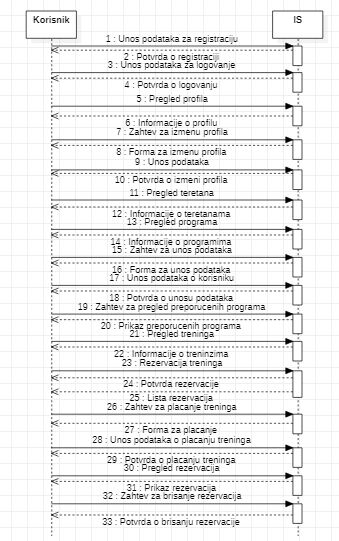 Korisnik
IS
1 : Unos podataka za registraciju
2 : Potvrda o registraciji
3 : Unos podataka za logovanje
4 : Potvrda o logovanju
5 : Pregled profila
6 : Informacije o profilu
7 : Zahtev za izmenu profila
8 : Forma za izmenu profila
9 : Unos podataka
10 : Potvrda o izmeni profila
11 : Pregled teretana
12 : Informacije o teretanama
13 : Pregled programa
14 : Informacije o programima
15 : Zahtev za unos podataka
16 : Forma za unos podataka
17 : Unos podataka o korisniku
18 : Potvrda o unosu podataka
19 : Zahtev za pregled preporucenih programa
20 : Prikaz preporucenih programa
21 : Pregled treninga
22 : Informacije o treninzima
23 : Rezervacija treninga
24 : Potvrda rezervacije
25 : Lista rezervacija
26 : Zahtev za placanje treninga
27 : Forma za placanje
28 : Unos podataka o placanju treninga
29 : Potvrda o placanju treninga
30 : Pregled rezervacija
31 : Prikaz rezervacija
32 : Zahtev za brisanje rezervacija
33 : Potvrda o brisanju rezervacije